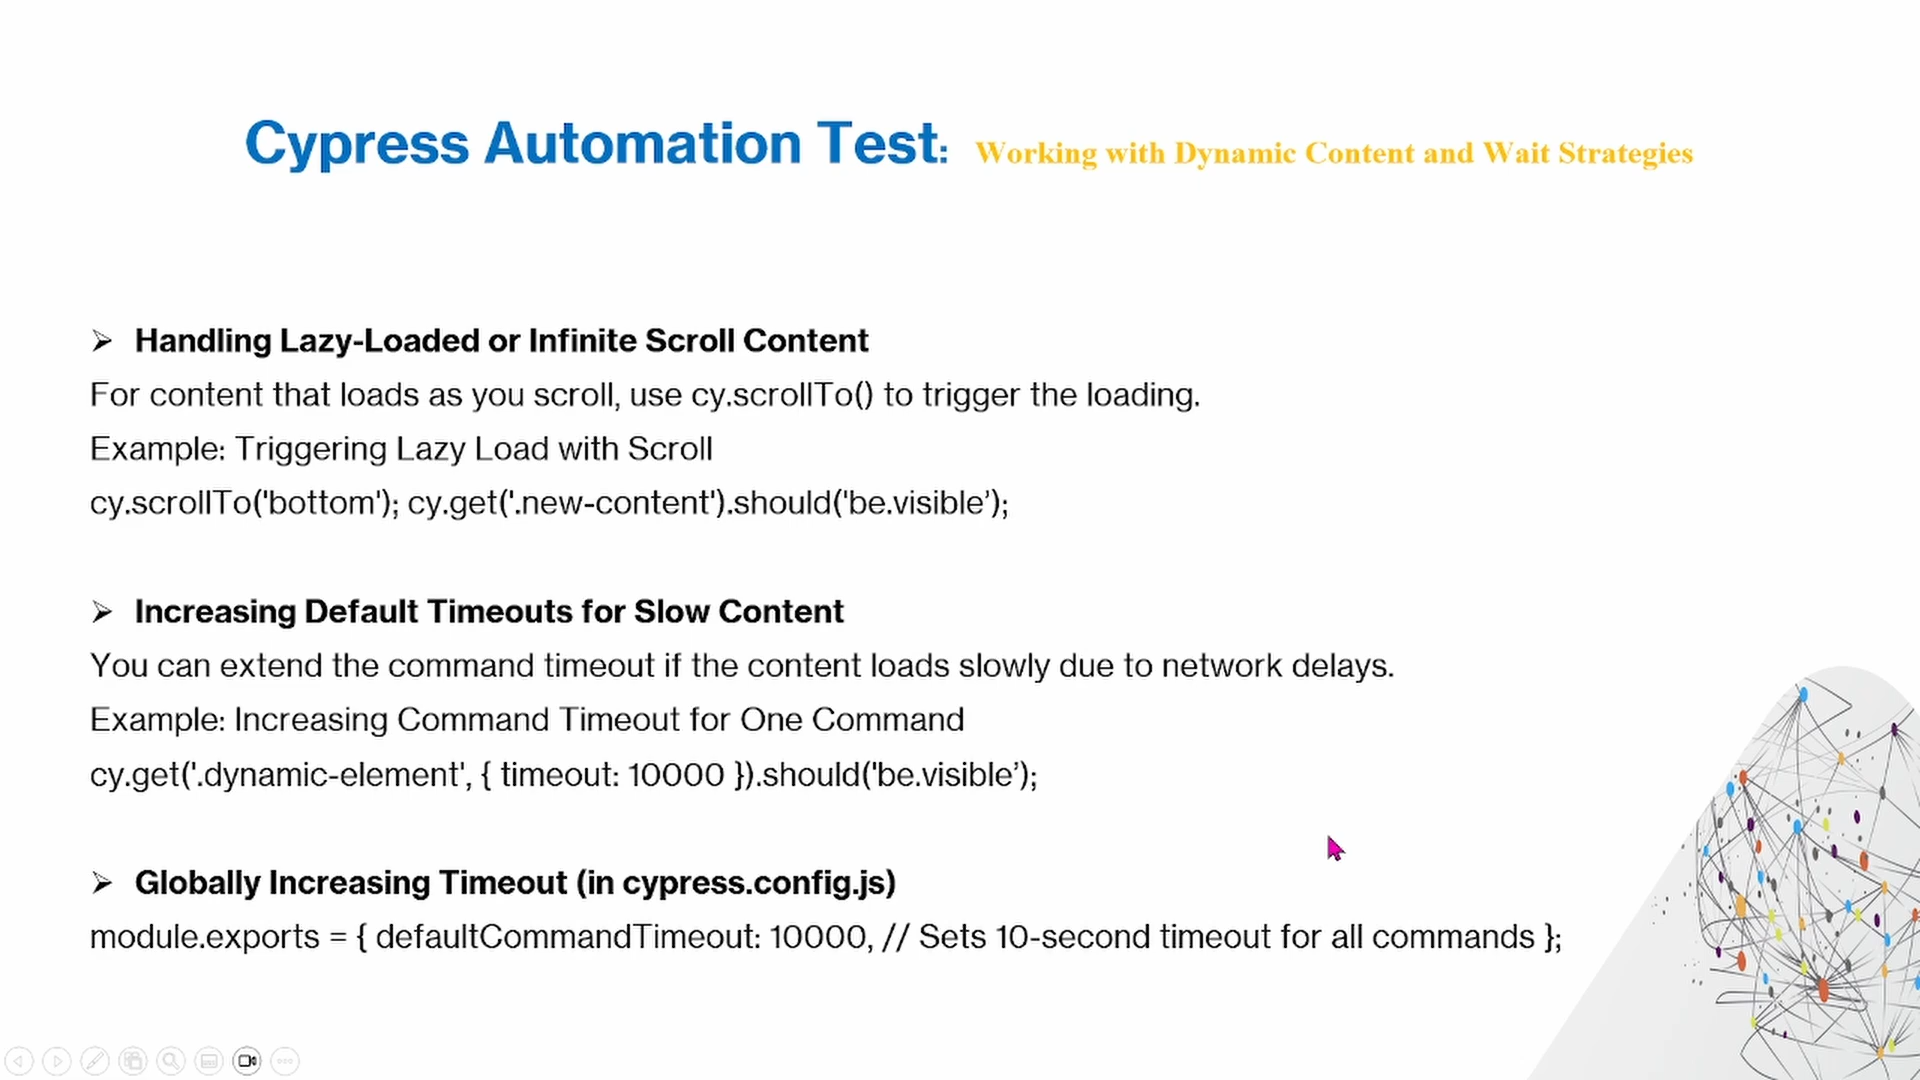 Cypress Automation Test: Working with Dynamic Content and Wait Strategies
➢ Handling Lazy-Loaded or Infinite Scroll Content
For content that loads as you scroll, use cy.scrollTo() to trigger the loading.
Example: Triggering Lazy Load with Scroll
cy.scrollTo('bottom'); cy.get('.new-content').should('be.visible’);
➢ Increasing Default Timeouts for Slow Content
You can extend the command timeout if the content loads slowly due to network delays.
Example: Increasing Command Timeout for One Command
cy.get('.dynamic-element', { timeout: 10000 }).should('be.visible’);
➢ Globally Increasing Timeout (in cypress.config.js)
module.exports = { defaultCommandTimeout: 10000, // Sets 10-second timeout for all commands };